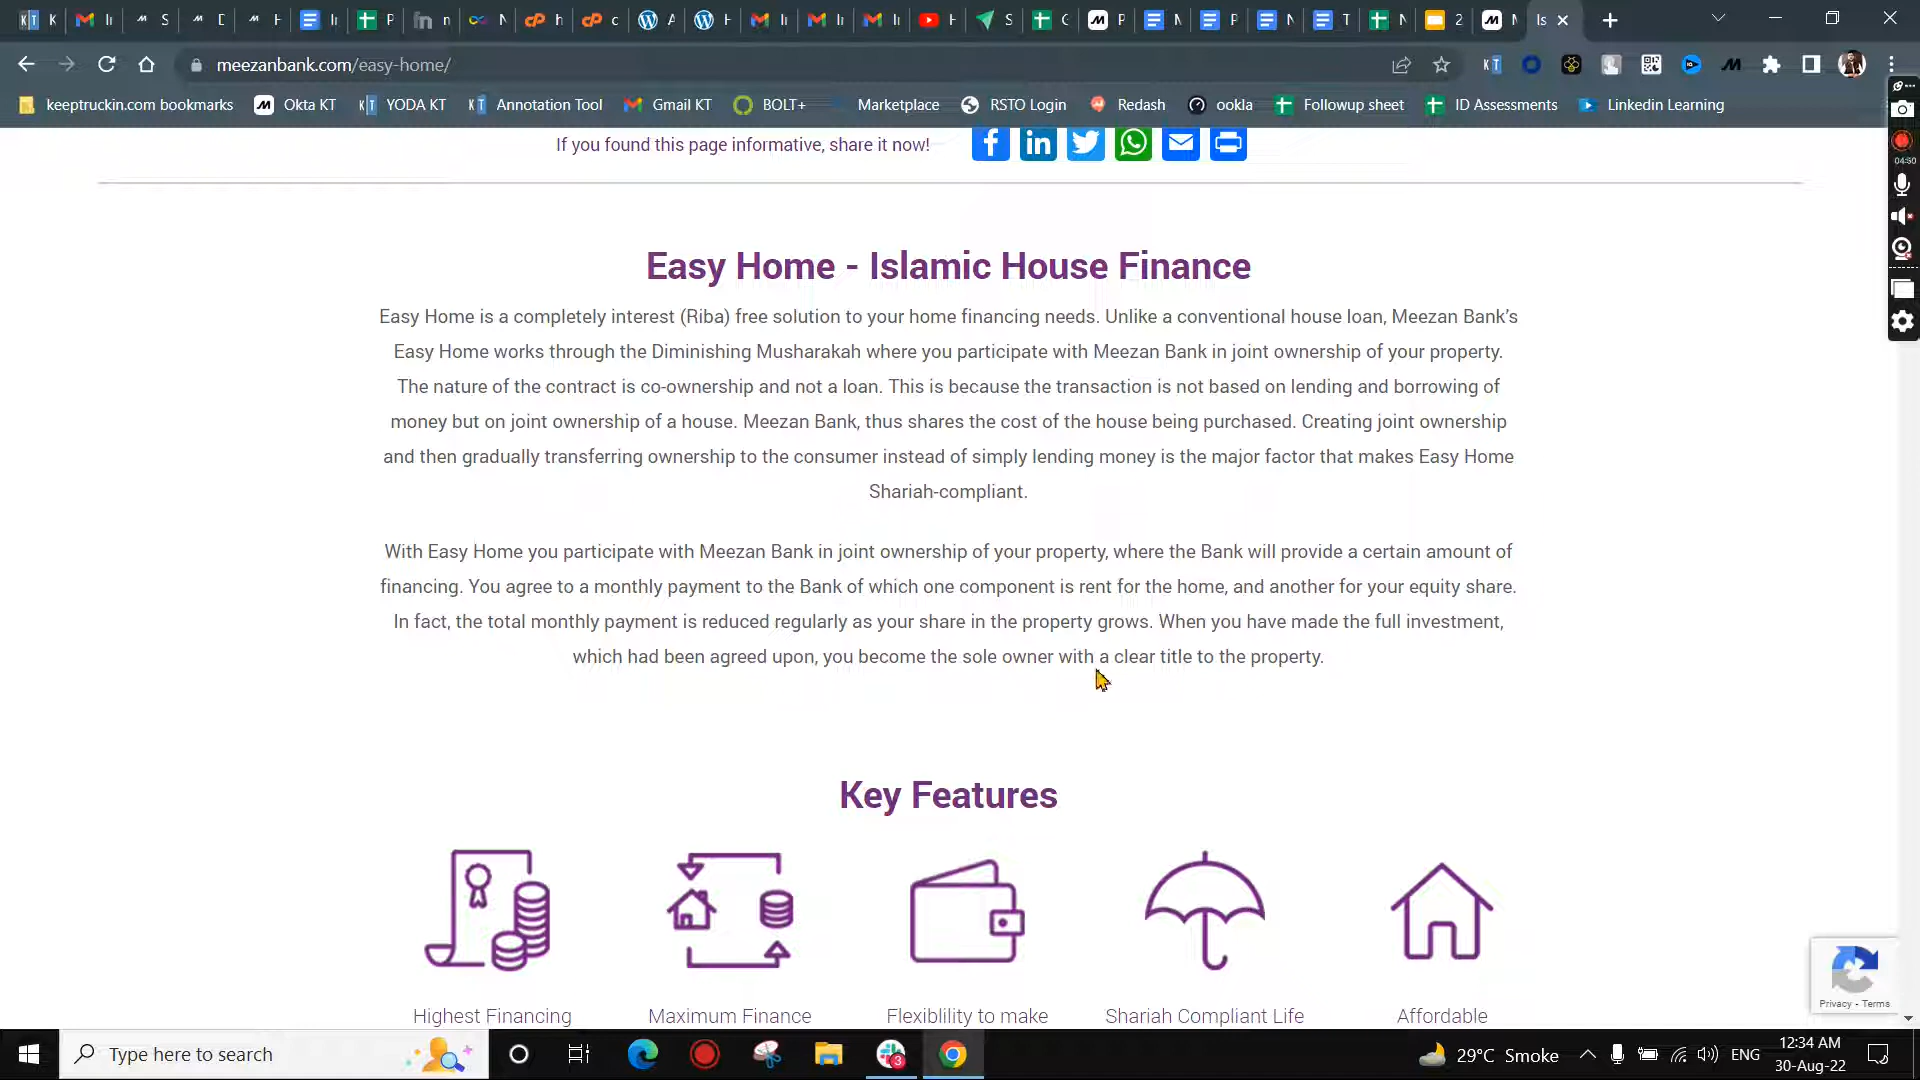 meezanbank.com/easy-home/
keeptruckin.com bookmarks Okta KT YODA KT Annotation Tool Gmail KT BOLT+ Marketplace RSTO Login Redash ookla Followup sheet ID Assessments Linkedin Learning
If you found this page informative, share it now!
04:50
Easy Home - Islamic House Finance
Easy Home is a completely interest (Riba) free solution to your home financing needs. Unlike a conventional house loan, Meezan Bank’s
Easy Home works through the Diminishing Musharakah where you participate with Meezan Bank in joint ownership of your property.
The nature of the contract is co-ownership and not a loan. This is because the transaction is not based on lending and borrowing of
money but on joint ownership of a house. Meezan Bank, thus shares the cost of the house being purchased. Creating joint ownership
and then gradually transferring ownership to the consumer instead of simply lending money is the major factor that makes Easy Home
Shariah-compliant.
With Easy Home you participate with Meezan Bank in joint ownership of your property, where the Bank will provide a certain amount of
financing. You agree to a monthly payment to the Bank of which one component is rent for the home, and another for your equity share.
In fact, the total monthly payment is reduced regularly as your share in the property grows. When you have made the full investment,
which had been agreed upon, you become the sole owner with a clear title to the property.
Key Features
Highest Financing Maximum Finance Flexiblility to make Shariah Compliant Life Affordable
Privacy - Terms
Type here to search
29°C Smoke ENG
12:34 AM
30-Aug-22